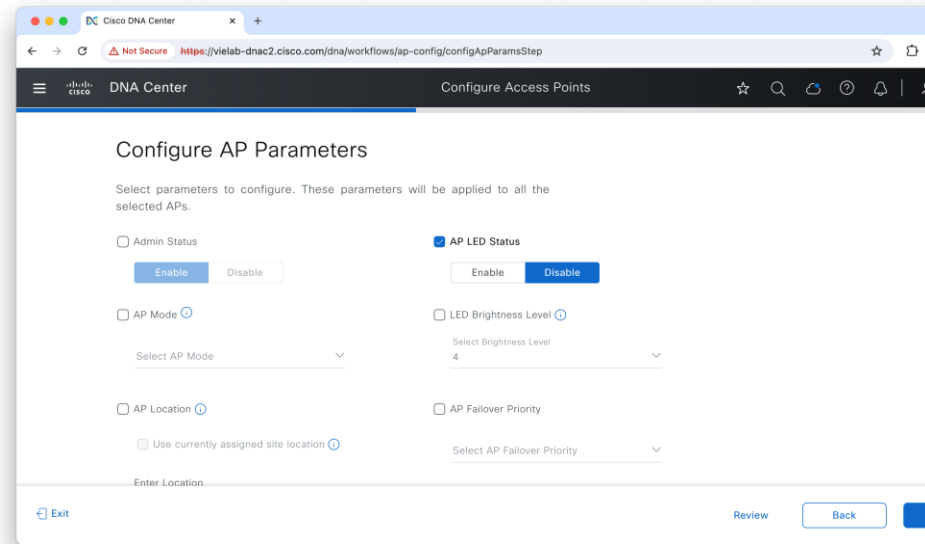 Cisco DNA Center
Not Secure https://vielab-dnac2.cisco.com/dna/workflows/ap-config/configApParamsStep
cisco DNA Center Configure Access Points
Configure AP Parameters
Select parameters to configure. These parameters will be applied to all the
selected APs.
Admin Status AP LED Status
Enable Disable Enable Disable
AP Mode LED Brightness Level
Select Brightness Level
Select AP Mode 4
AP Location AP Failover Priority
Use currently assigned site location Select AP Failover Priority
Enter Location
Exit Review Back